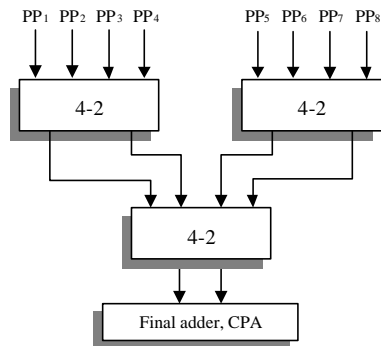 PP1 PP2 PP3 PP4 PP5 PP6 PP7 PP8
4-2 4-2
4-2
Final adder, CPA